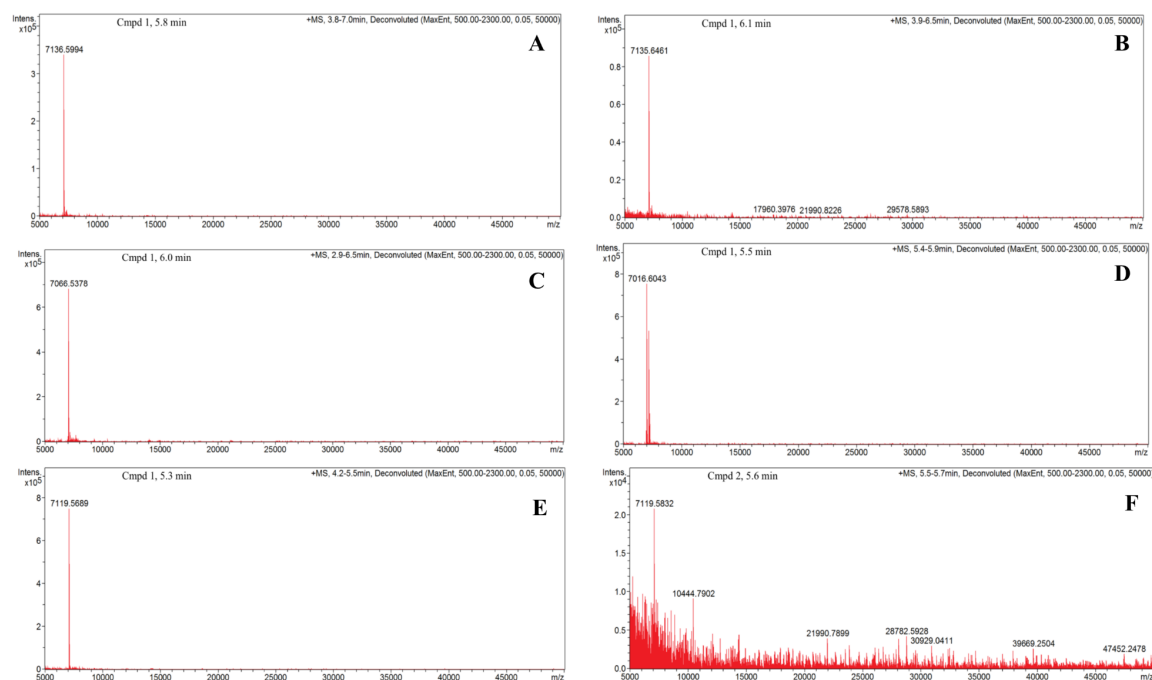 Intens.
x10⁵
Cmpd 1, 5.8 min
+MS, 3.8-7.0min, Deconvoluted (MaxEnt, 500.00-2300.00, 0.05, 50000)
A
7136.5994
3
2
1
0
5000 10000 15000 20000 25000 30000 35000 40000 45000 m/z
Intens.
x10⁵
Cmpd 1, 6.1 min
+MS, 3.9-6.5min, Deconvoluted (MaxEnt, 500.00-2300.00, 0.05, 50000)
B
7135.6461
0.8
0.6
0.4
0.2
17960.3976 21990.8226 29578.5893
0.0
5000 10000 15000 20000 25000 30000 35000 40000 45000 m/z
Intens.
x10⁵
Cmpd 1, 6.0 min
+MS, 2.9-6.5min, Deconvoluted (MaxEnt, 500.00-2300.00, 0.05, 50000)
C
7066.5378
6
4
2
0
5000 10000 15000 20000 25000 30000 35000 40000 45000 m/z
Intens.
x10⁵
Cmpd 1, 5.5 min
+MS, 5.4-5.9min, Deconvoluted (MaxEnt, 500.00-2300.00, 0.05, 50000)
D
7016.6043
8
6
4
2
0
5000 10000 15000 20000 25000 30000 35000 40000 45000 m/z
Intens.
x10⁵
Cmpd 1, 5.3 min
+MS, 4.2-5.5min, Deconvoluted (MaxEnt, 500.00-2300.00, 0.05, 50000)
E
7119.5689
8
6
4
2
0
5000 10000 15000 20000 25000 30000 35000 40000 45000 m/z
Intens.
x10⁴
Cmpd 2, 5.6 min
+MS, 5.5-5.7min, Deconvoluted (MaxEnt, 500.00-2300.00, 0.05, 50000)
F
7119.5832
2.0
1.5
1.0
10444.7902
0.5
21990.7899 28782.5928
30929.0411 39669.2504 47452.2478
0.0
5000 10000 15000 20000 25000 30000 35000 40000 45000 m/z